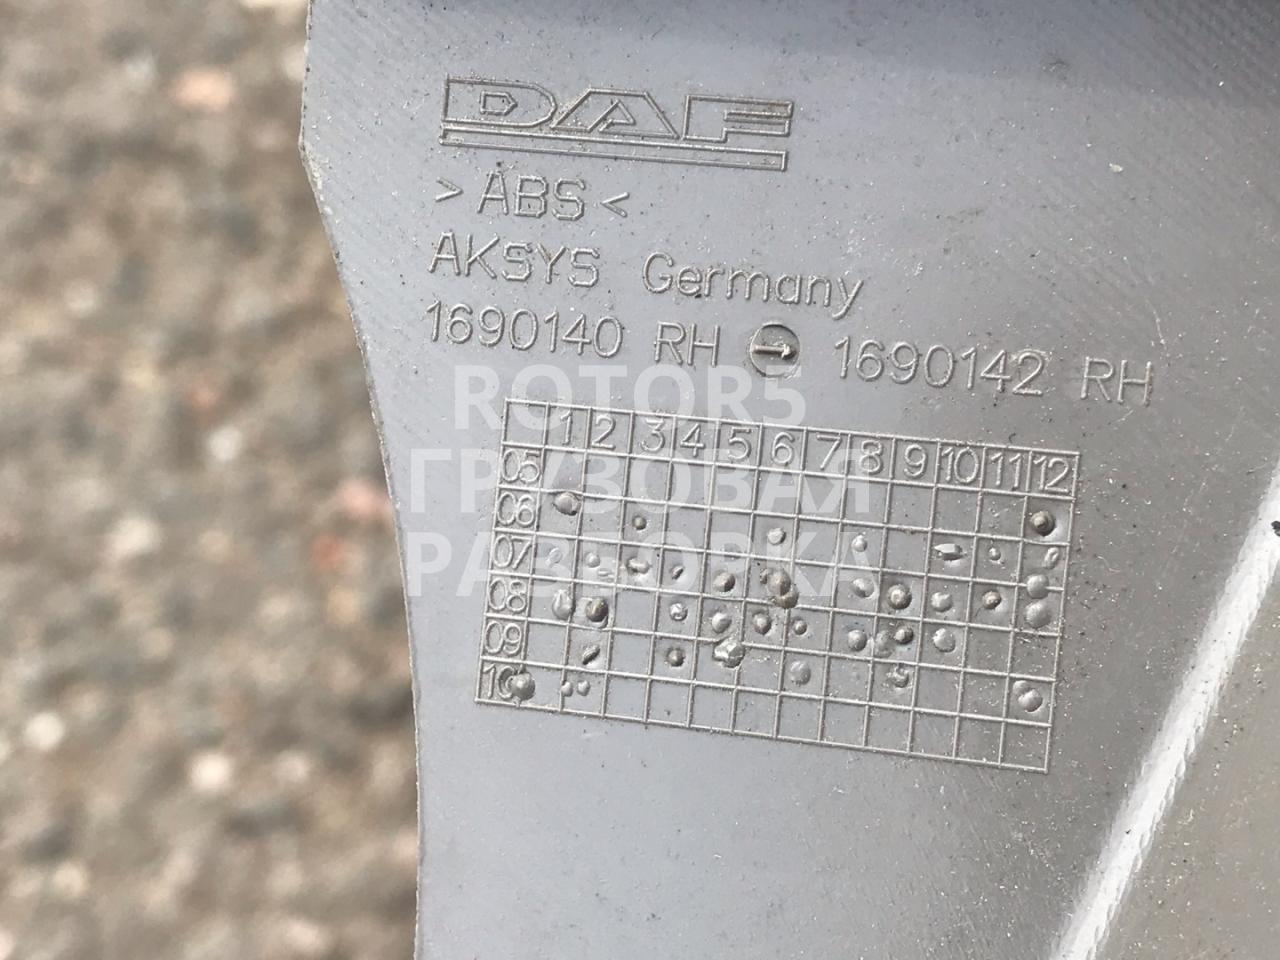 DAF
>ABS<
AKSYS Germany
1690140 RH → 1690142 RH
ROTOR5
ГРУЗОВАЯ
РАЗБОРКА
1 2 3 4 5 6 7 8 9 10 11 12
05
06
07
08
09
10